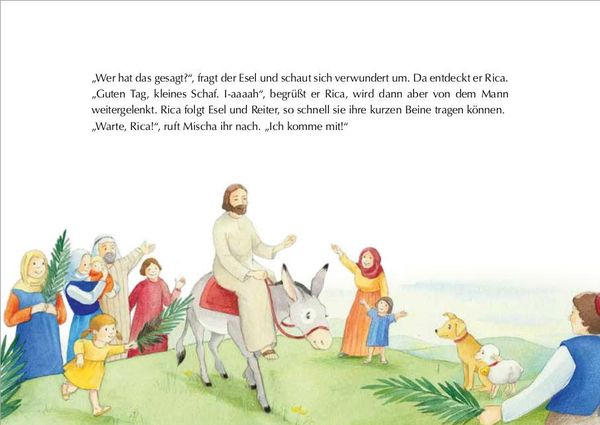 „Wer hat das gesagt?“, fragt der Esel und schaut sich verwundert um. Da entdeckt er Rica.
„Guten Tag, kleines Schaf. I-aaaah“, begrüßt er Rica, wird dann aber von dem Mann
weitergelenkt. Rica folgt Esel und Reiter, so schnell sie ihre kurzen Beine tragen können.
„Warte, Rica!“, ruft Mischa ihr nach. „Ich komme mit!“